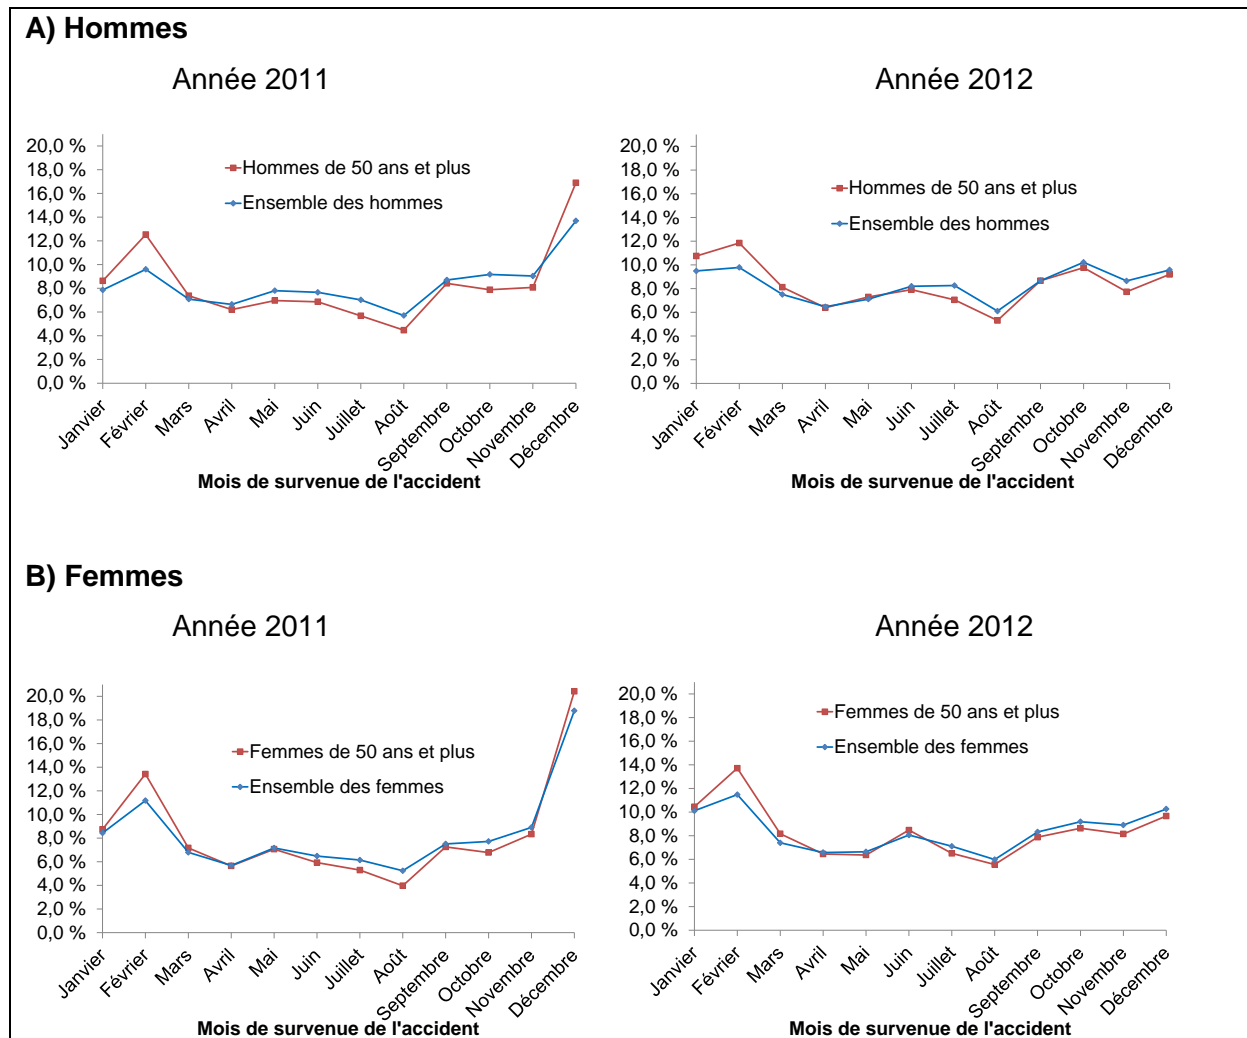 A) Hommes
Année 2011
20,0 %
18,0 %
16,0 %
14,0 %
12,0 %
10,0 %
8,0 %
6,0 %
4,0 %
2,0 %
0,0 %
Hommes de 50 ans et plus
Ensemble des hommes
Janvier
Février
Mars
Avril
Mai
Juin
Juillet
Août
Septembre
Octobre
Novembre
Décembre
Mois de survenue de l'accident
Année 2012
20,0 %
18,0 %
16,0 %
14,0 %
12,0 %
10,0 %
8,0 %
6,0 %
4,0 %
2,0 %
0,0 %
Hommes de 50 ans et plus
Ensemble des hommes
Janvier
Février
Mars
Avril
Mai
Juin
Juillet
Août
Septembre
Octobre
Novembre
Décembre
Mois de survenue de l'accident
B) Femmes
Année 2011
20,0 %
18,0 %
16,0 %
14,0 %
12,0 %
10,0 %
8,0 %
6,0 %
4,0 %
2,0 %
0,0 %
Femmes de 50 ans et plus
Ensemble des femmes
Janvier
Février
Mars
Avril
Mai
Juin
Juillet
Août
Septembre
Octobre
Novembre
Décembre
Mois de survenue de l'accident
Année 2012
20,0 %
18,0 %
16,0 %
14,0 %
12,0 %
10,0 %
8,0 %
6,0 %
4,0 %
2,0 %
0,0 %
Femmes de 50 ans et plus
Ensemble des femmes
Janvier
Février
Mars
Avril
Mai
Juin
Juillet
Août
Septembre
Octobre
Novembre
Décembre
Mois de survenue de l'accident